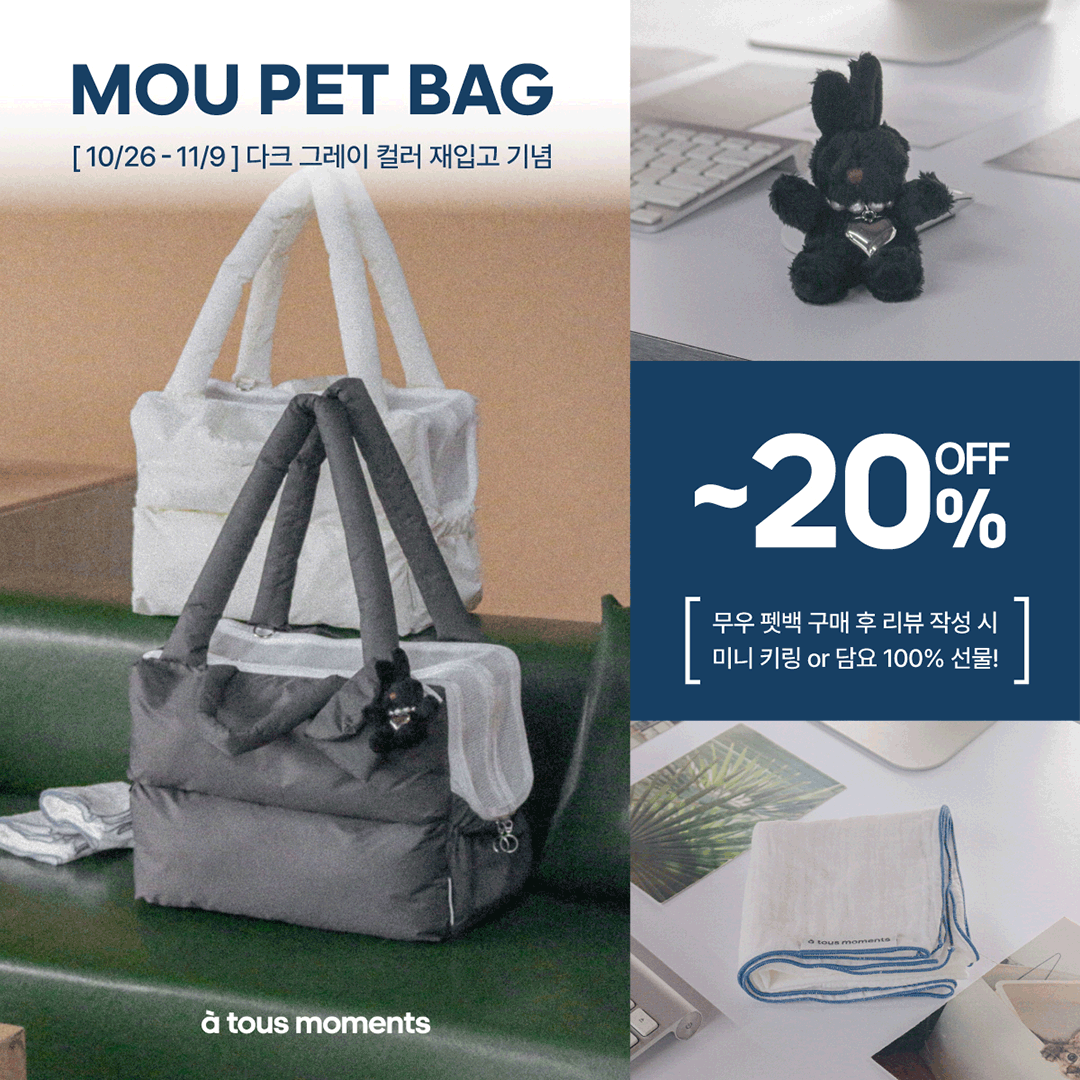 MOU PET BAG
[ 10/26 - 11/9 ] 다크 그레이 컬러 재입고 기념
~20% OFF
무우 펫백 구매 후 리뷰 작성 시
미니 키링 or 담요 100% 선물!
à tous moments
à tous moments